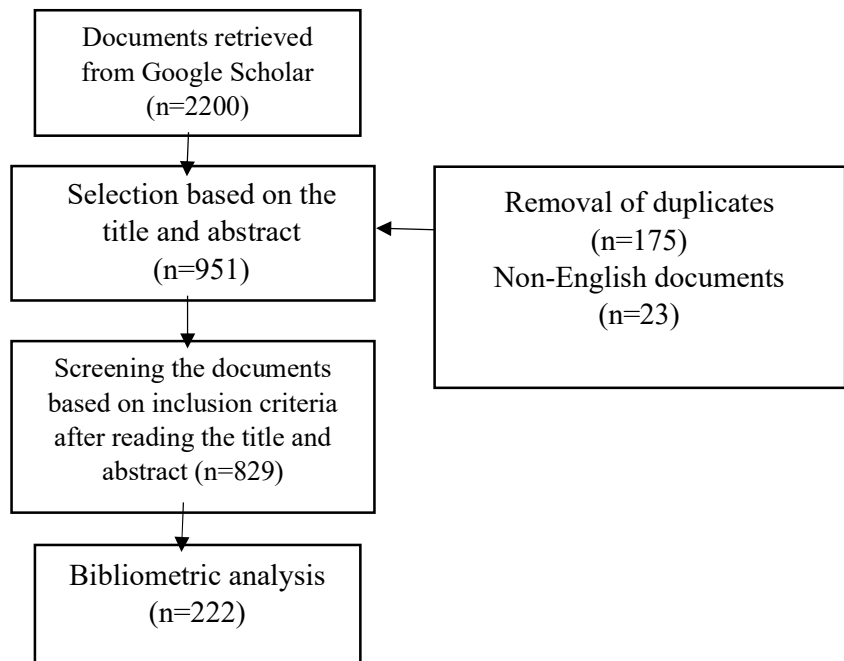 Documents retrieved
from Google Scholar
(n=2200)
Selection based on the
title and abstract
(n=951)
Removal of duplicates
(n=175)
Non-English documents
(n=23)
Screening the documents
based on inclusion criteria
after reading the title and
abstract (n=829)
Bibliometric analysis
(n=222)